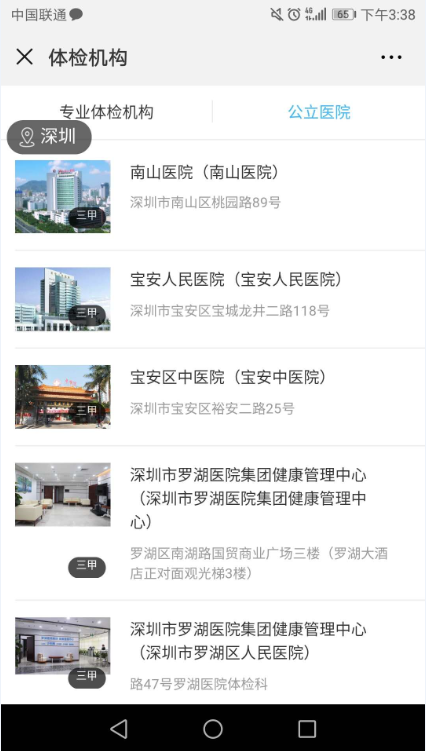 中国联通
65 下午3:38
体检机构
专业体检机构
公立医院
深圳
南山医院（南山医院）
深圳市南山区桃园路89号
三甲
宝安人民医院（宝安人民医院）
深圳市宝安区宝城龙井二路118号
三甲
宝安区中医院（宝安中医院）
深圳市宝安区裕安二路25号
三甲
深圳市罗湖医院集团健康管理中心
（深圳市罗湖医院集团健康管理中
心）
罗湖区南湖路国贸商业广场三楼（罗湖大酒
店正对面观光梯3楼）
三甲
深圳市罗湖医院集团健康管理中心
（深圳市罗湖区人民医院）
路47号罗湖医院体检科
三甲